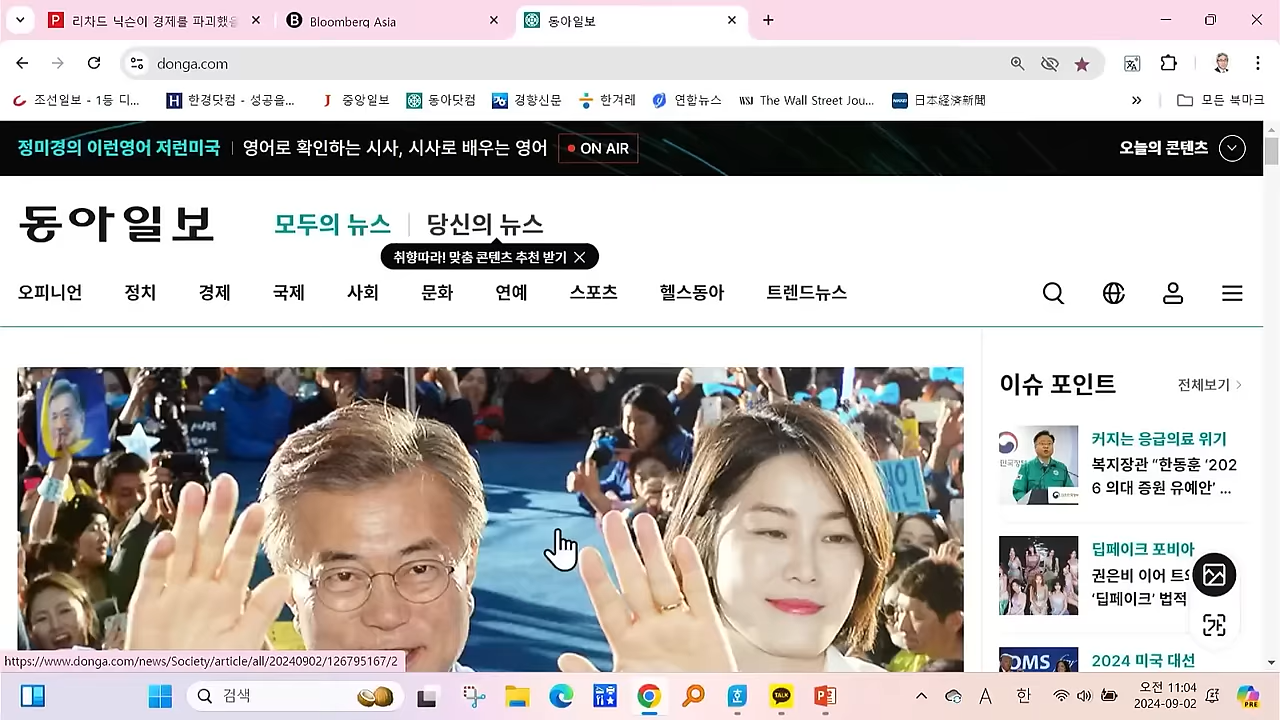 리차드 닉슨이 경제를 파괴했을
Bloomberg Asia
동아일보
donga.com
조선일보 - 1등 디...
한경닷컴 - 성공을...
중앙일보
동아닷컴
경향신문
한겨레
연합뉴스
WSJ The Wall Street Jou...
日本経済新聞
모든 북마크
정미경의 이런영어 저런미국
영어로 확인하는 시사, 시사로 배우는 영어
ON AIR
오늘의 콘텐츠
동아일보
모두의 뉴스
당신의 뉴스
취향따라! 맞춤 콘텐츠 추천 받기
오피니언
정치
경제
국제
사회
문화
연예
스포츠
헬스동아
트렌드뉴스
이슈 포인트
전체보기
커지는 응급의료 위기
복지장관 “한동훈 ‘202
6 의대 증원 유예안’ ...
딥페이크 포비아
권은비 이어 트
‘딥페이크’ 법적
2024 미국 대선
https://www.donga.com/news/Society/article/all/20240902/126795167/2
검색
TALK
A
한
오전 11:04
2024-09-02
PRE